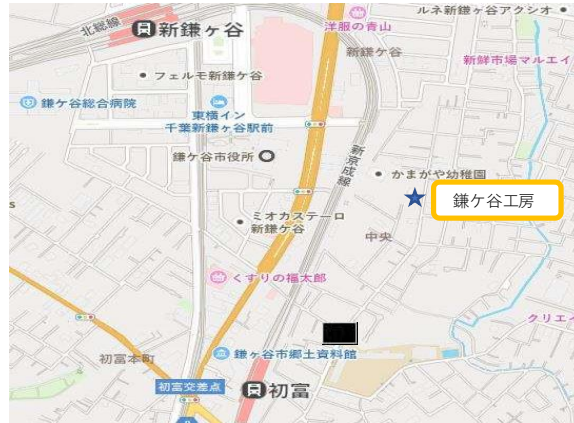 ルネ新鎌ヶ谷アクシオ
北総線
新鎌ヶ谷
洋服の青山
新鎌ケ谷
新鮮市場マルエイ
フェルモ新鎌ケ谷
鎌ケ谷総合病院
東横イン
千葉新鎌ヶ谷駅前
鎌ケ谷市役所
新京成線
かまがや幼稚園
鎌ケ谷工房
s
ミオカステーロ
新鎌ケ谷
中央
くすりの福太郎
クリエイ
初富本町
鎌ケ谷市郷土資料館
初富交差点
初富